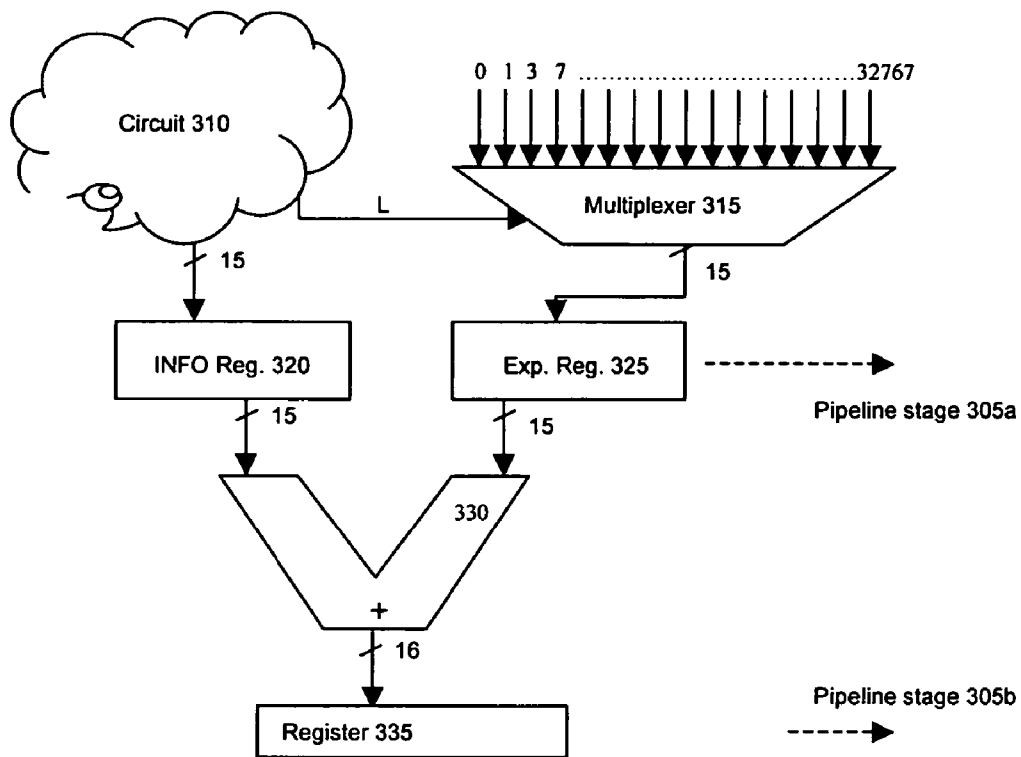 0 1 3 7 ........................................ 32767
Circuit 310
Multiplexer 315
L
15
15
INFO Reg. 320
Exp. Reg. 325
15
15
Pipeline stage 305a
330
+
16
Pipeline stage 305b
Register 335